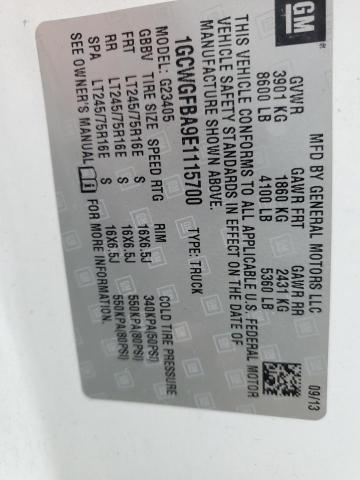 GM
MFD BY GENERAL MOTORS LLC 09/13
GVWR GAWR FRT GAWR RR
3901 KG 1860 KG 2431 KG
8600 LB 4100 LB 5360 LB
THIS VEHICLE CONFORMS TO ALL APPLICABLE U.S. FEDERAL MOTOR
VEHICLE SAFETY STANDARDS IN EFFECT ON THE DATE OF
MANUFACTURE SHOWN ABOVE.
1GCWGFBA9E1115700 TYPE: TRUCK
MODEL: G23405
GBBV TIRE SIZE SPEED RTG RIM COLD TIRE PRESSURE
FRT LT245/75R16E S 16X6.5J 340KPA(50PSI)
RR LT245/75R16E S 16X6.5J 550KPA(80PSI)
SPA LT245/75R16E S 16X6.5J 550KPA(80PSI)
SEE OWNER'S MANUAL FOR MORE INFORMATION